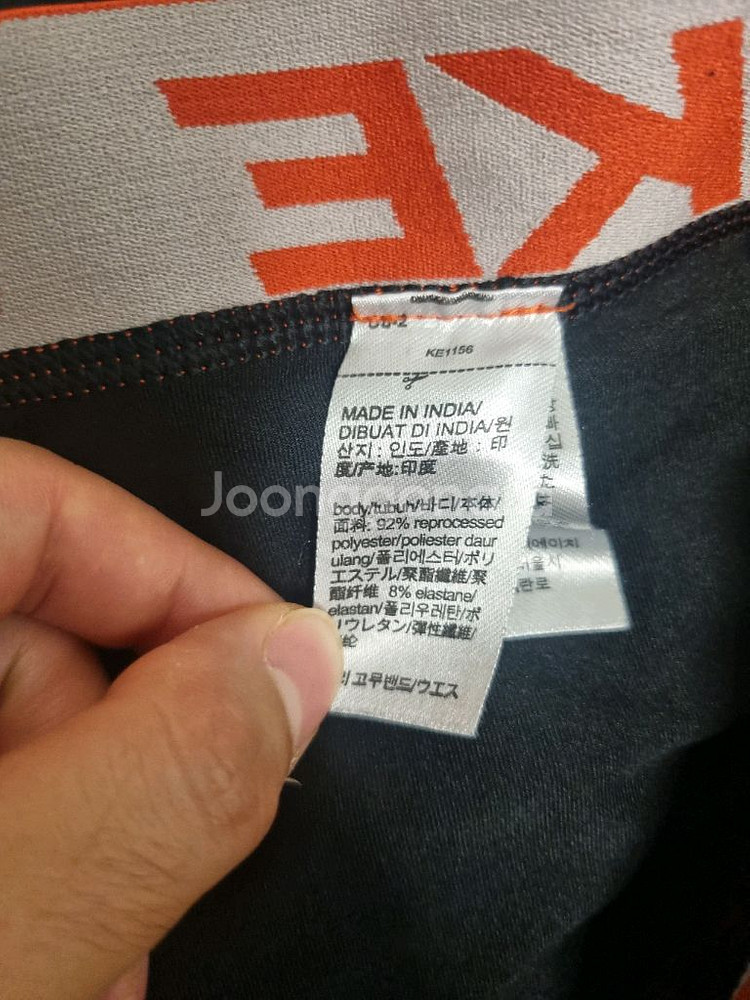 KE
KE1156
MADE IN INDIA/
DIBUAT DI INDIA/원
산지: 인도/產地: 印
度/产地:印度
body/tubuh/바디/本体/
面料: 92% reprocessed
polyester/poliester daur
ulang/폴리에스터/ポリ
エステル/聚酯纖維/聚
酯纤维 8% elastane/
elastan/폴리우레탄/ポ
リウレタン/彈性纖維/
纶
고무밴드/ウエス